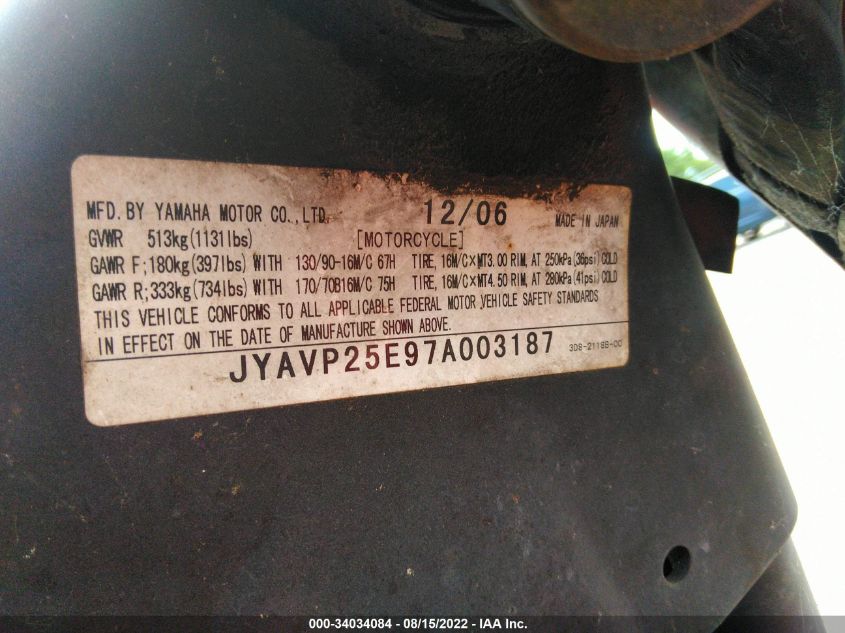 MFD. BY YAMAHA MOTOR CO., LTD. 12/06 MADE IN JAPAN
GVWR 513kg(1131lbs) [MOTORCYCLE]
GAWR F;180kg(397lbs) WITH 130/90-16M/C 67H TIRE, 16M/C×MT3.00 RIM, AT 250kPa(36psi) COLD
GAWR R;333kg(734lbs) WITH 170/70B16M/C 75H TIRE, 16M/C×MT4.50 RIM, AT 280kPa(41psi) COLD
THIS VEHICLE CONFORMS TO ALL APPLICABLE FEDERAL MOTOR VEHICLE SAFETY STANDARDS
IN EFFECT ON THE DATE OF MANUFACTURE SHOWN ABOVE.
JYAVP25E97A003187 3D8-2118B-00
000-34034084 - 08/15/2022 - IAA Inc.